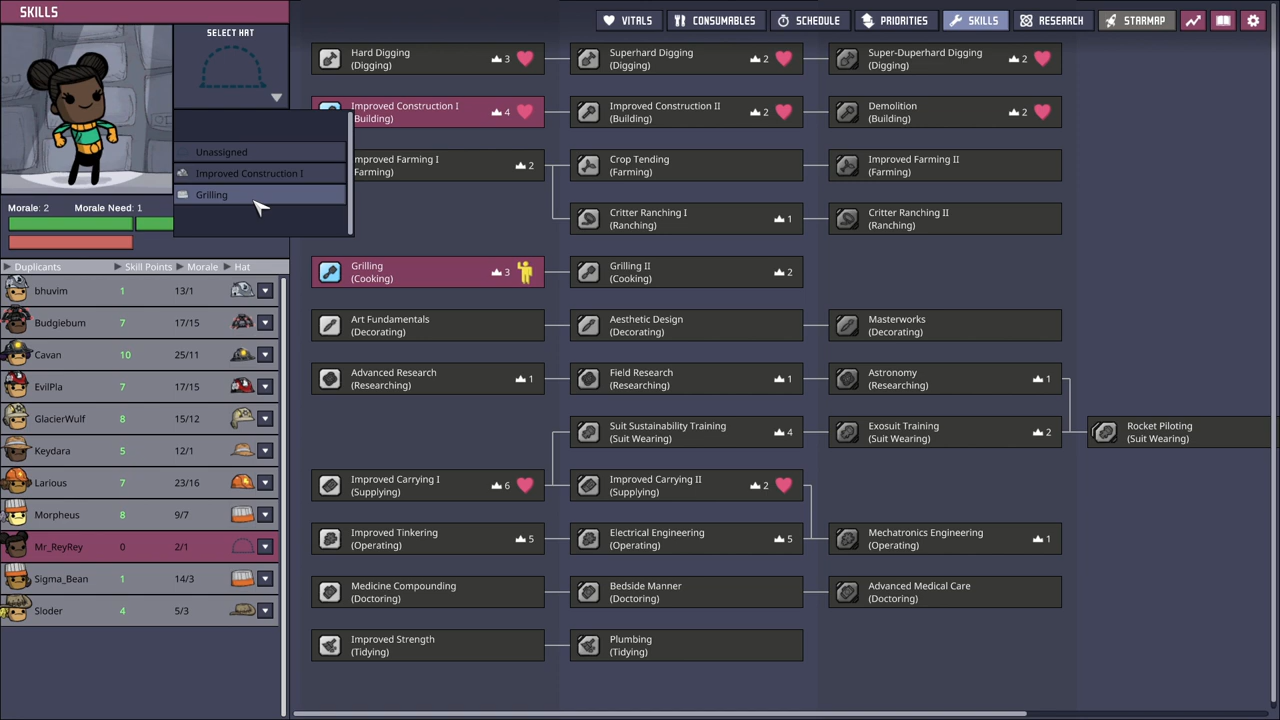 SKILLS
VITALS
CONSUMABLES
SCHEDULE
PRIORITIES
SKILLS
RESEARCH
STARMAP
SELECT HAT
Unassigned
Improved Construction I
Grilling
Morale: 2
Morale Need: 1
Duplicants
Skill Points
Morale
Hat
bhuvim 1 13/1
Budgiebum 7 17/15
Cavan 10 25/11
EvilPla 7 17/15
GlacierWulf 8 15/12
Keydara 5 12/1
Larious 7 23/16
Morpheus 8 9/7
Mr_ReyRey 0 2/1
Sigma_Bean 1 14/3
Sloder 4 5/3
Hard Digging
(Digging)
3
Superhard Digging
(Digging)
2
Super-Duperhard Digging
(Digging)
2
Improved Construction I
(Building)
4
Improved Construction II
(Building)
2
Demolition
(Building)
2
Improved Farming I
Farming)
2
Crop Tending
(Farming)
Improved Farming II
(Farming)
Critter Ranching I
(Ranching)
1
Critter Ranching II
(Ranching)
Grilling
(Cooking)
3
Grilling II
(Cooking)
2
Art Fundamentals
(Decorating)
Aesthetic Design
(Decorating)
Masterworks
(Decorating)
Advanced Research
(Researching)
1
Field Research
(Researching)
1
Astronomy
(Researching)
1
Suit Sustainability Training
(Suit Wearing)
4
Exosuit Training
(Suit Wearing)
2
Rocket Piloting
(Suit Wearing)
Improved Carrying I
(Supplying)
6
Improved Carrying II
(Supplying)
2
Improved Tinkering
(Operating)
5
Electrical Engineering
(Operating)
5
Mechatronics Engineering
(Operating)
1
Medicine Compounding
(Doctoring)
Bedside Manner
(Doctoring)
Advanced Medical Care
(Doctoring)
Improved Strength
(Tidying)
Plumbing
(Tidying)